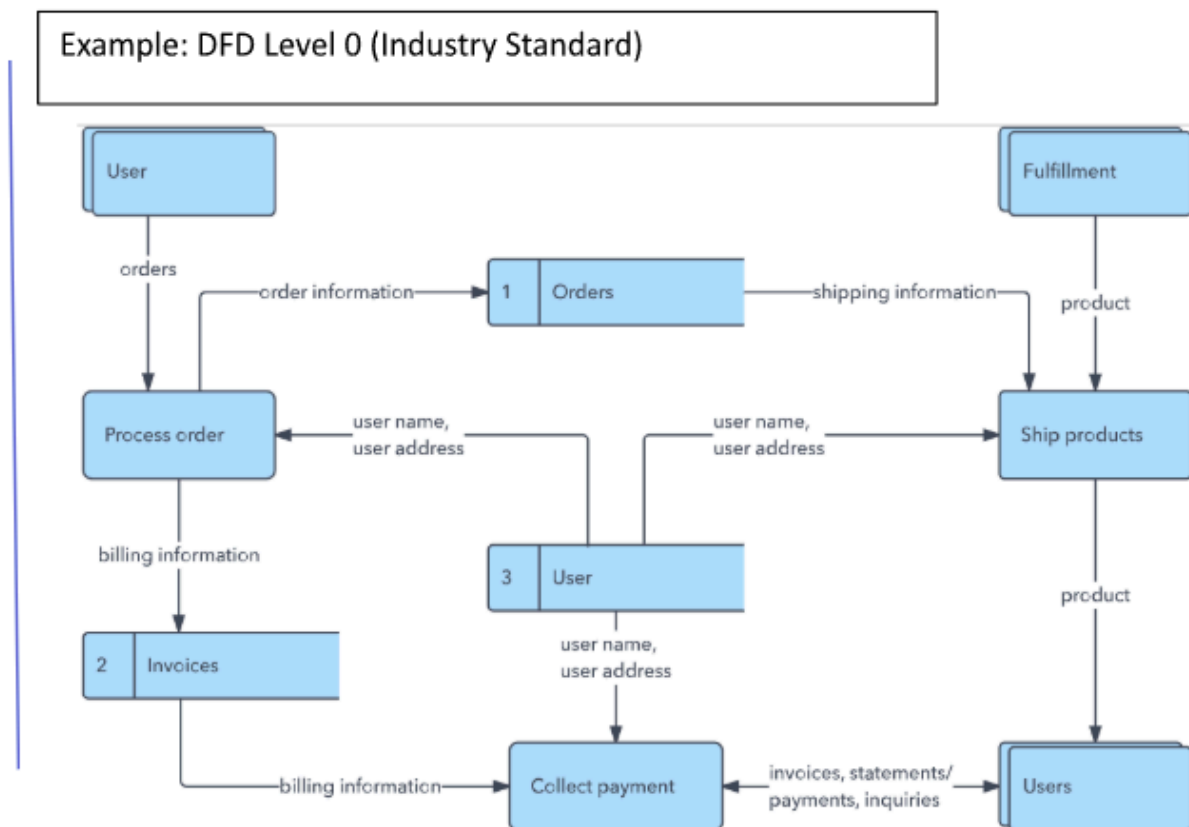 Example: DFD Level 0 (Industry Standard)
User
Fulfillment
orders
order information
1
Orders
shipping information
product
Process order
user name,
user address
user name,
user address
Ship products
billing information
3
User
product
2
Invoices
user name,
user address
billing information
Collect payment
invoices, statements/
payments, inquiries
Users